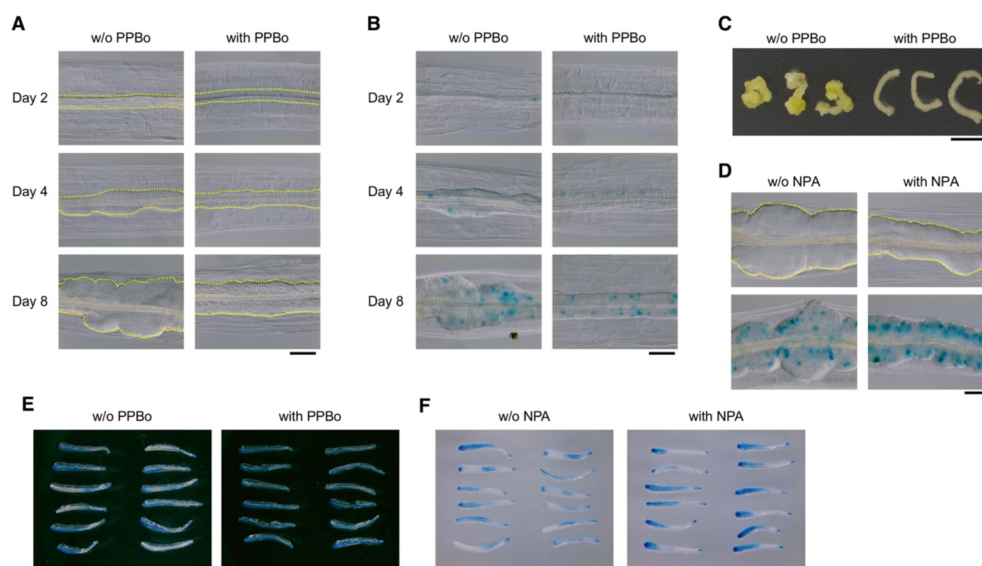 A
w/o PPBo with PPBo
Day 2
Day 4
Day 8
B
w/o PPBo with PPBo
Day 2
Day 4
Day 8
C
w/o PPBo with PPBo
D
w/o NPA with NPA
E
w/o PPBo with PPBo
F
w/o NPA with NPA